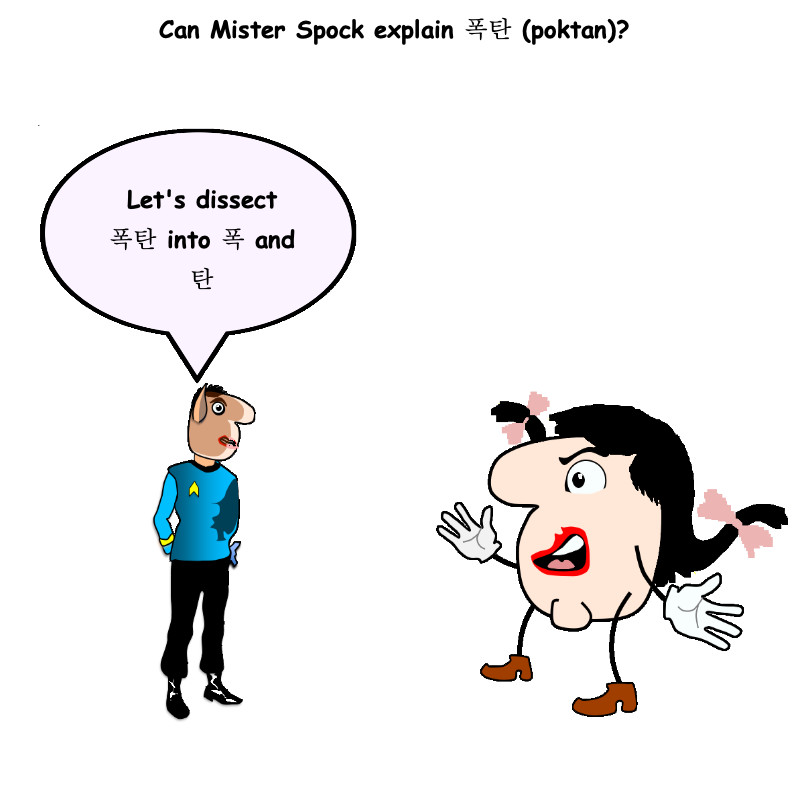 Can Mister Spock explain 폭탄 (poktan)?
Let's dissect
폭탄 into 폭 and
탄